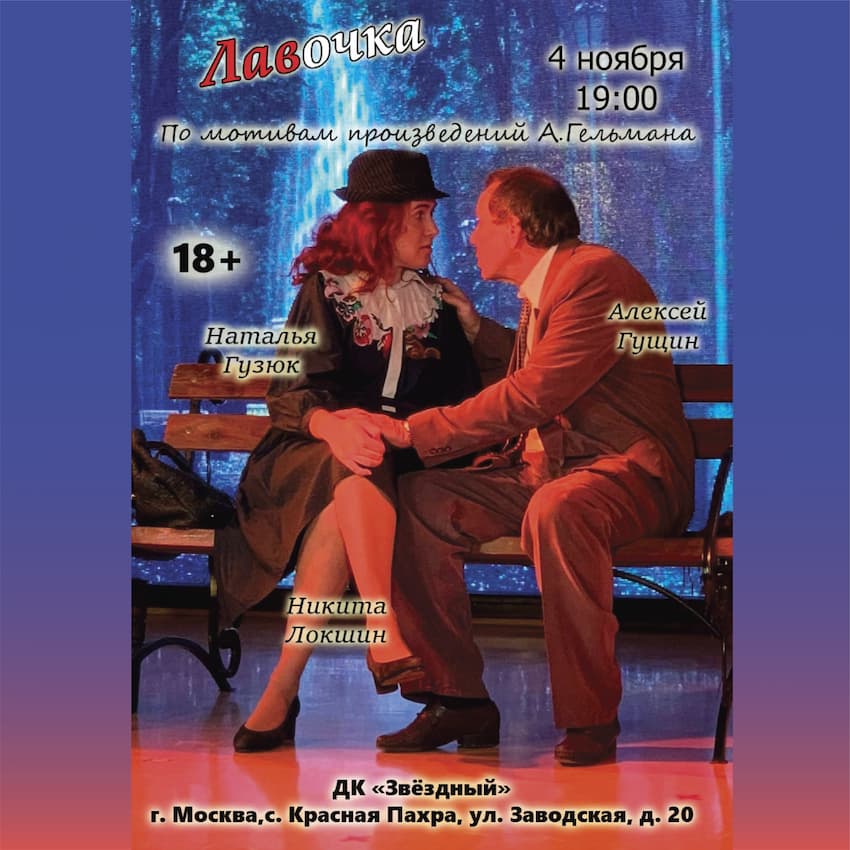 Лавочка
4 ноября
19:00
По мотивам произведений А.Гельмана
18+
Наталья
Гузюк
Алексей
Гущин
Никита
Локшин
ДК «Звёздный»
г. Москва,с. Красная Пахра, ул. Заводская, д. 20